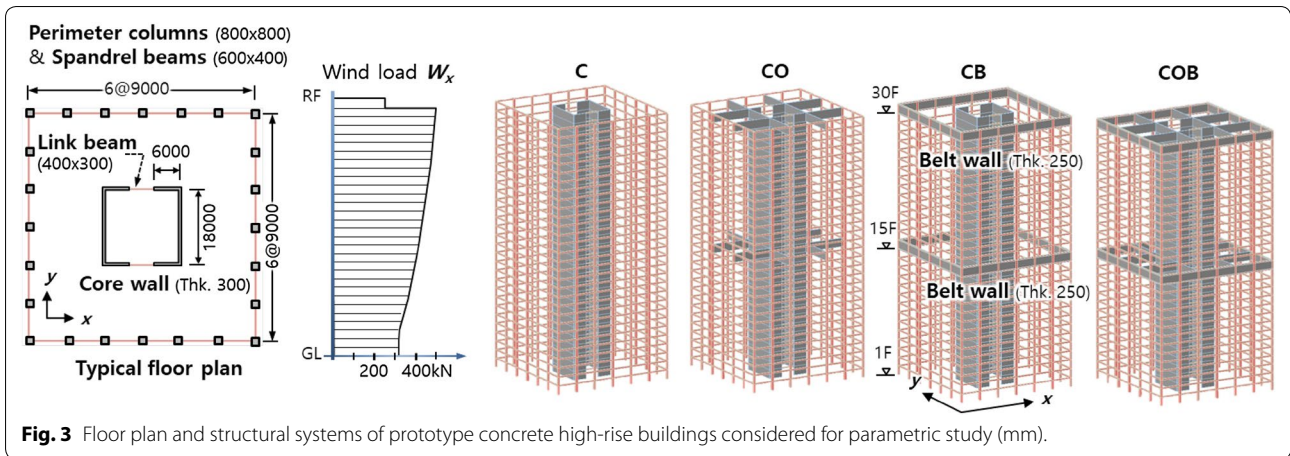 Perimeter columns (800x800)
& Spandrel beams (600x400)
6@9000
Link beam
(400x300)
6000
18000
6@9000
Core wall (Thk. 300)
y
x
Typical floor plan
Wind load Wx
RF
GL
200 400kN
C
CO
CB
COB
30F
Belt wall (Thk. 250)
15F
Belt wall (Thk. 250)
1F
y
x
Fig. 3 Floor plan and structural systems of prototype concrete high-rise buildings considered for parametric study (mm).